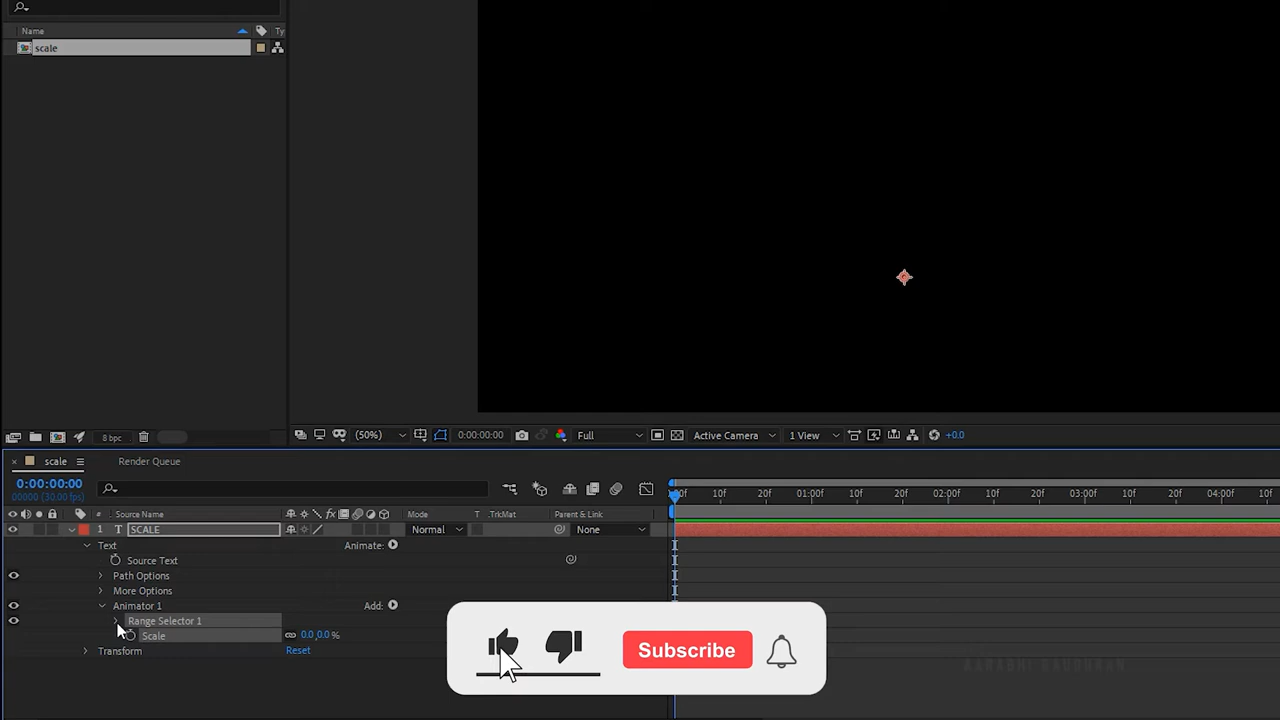 Name Ty
scale
8 bpc
(50%) 0:00:00:00 Full Active Camera 1 View +0.0
scale Render Queue
0:00:00:00
00000 (30.00 fps)
:00f 10f 20f 01:00f 10f 20f 02:00f 10f 20f 03:00f 10f 20f 04:00f 10f
# Source Name Mode T .TrkMat Parent & Link
1 T SCALE Normal None
Text Animate:
Source Text
Path Options
More Options
Animator 1 Add:
Range Selector 1
Scale 0.0,0.0 %
Transform Reset
Subscribe